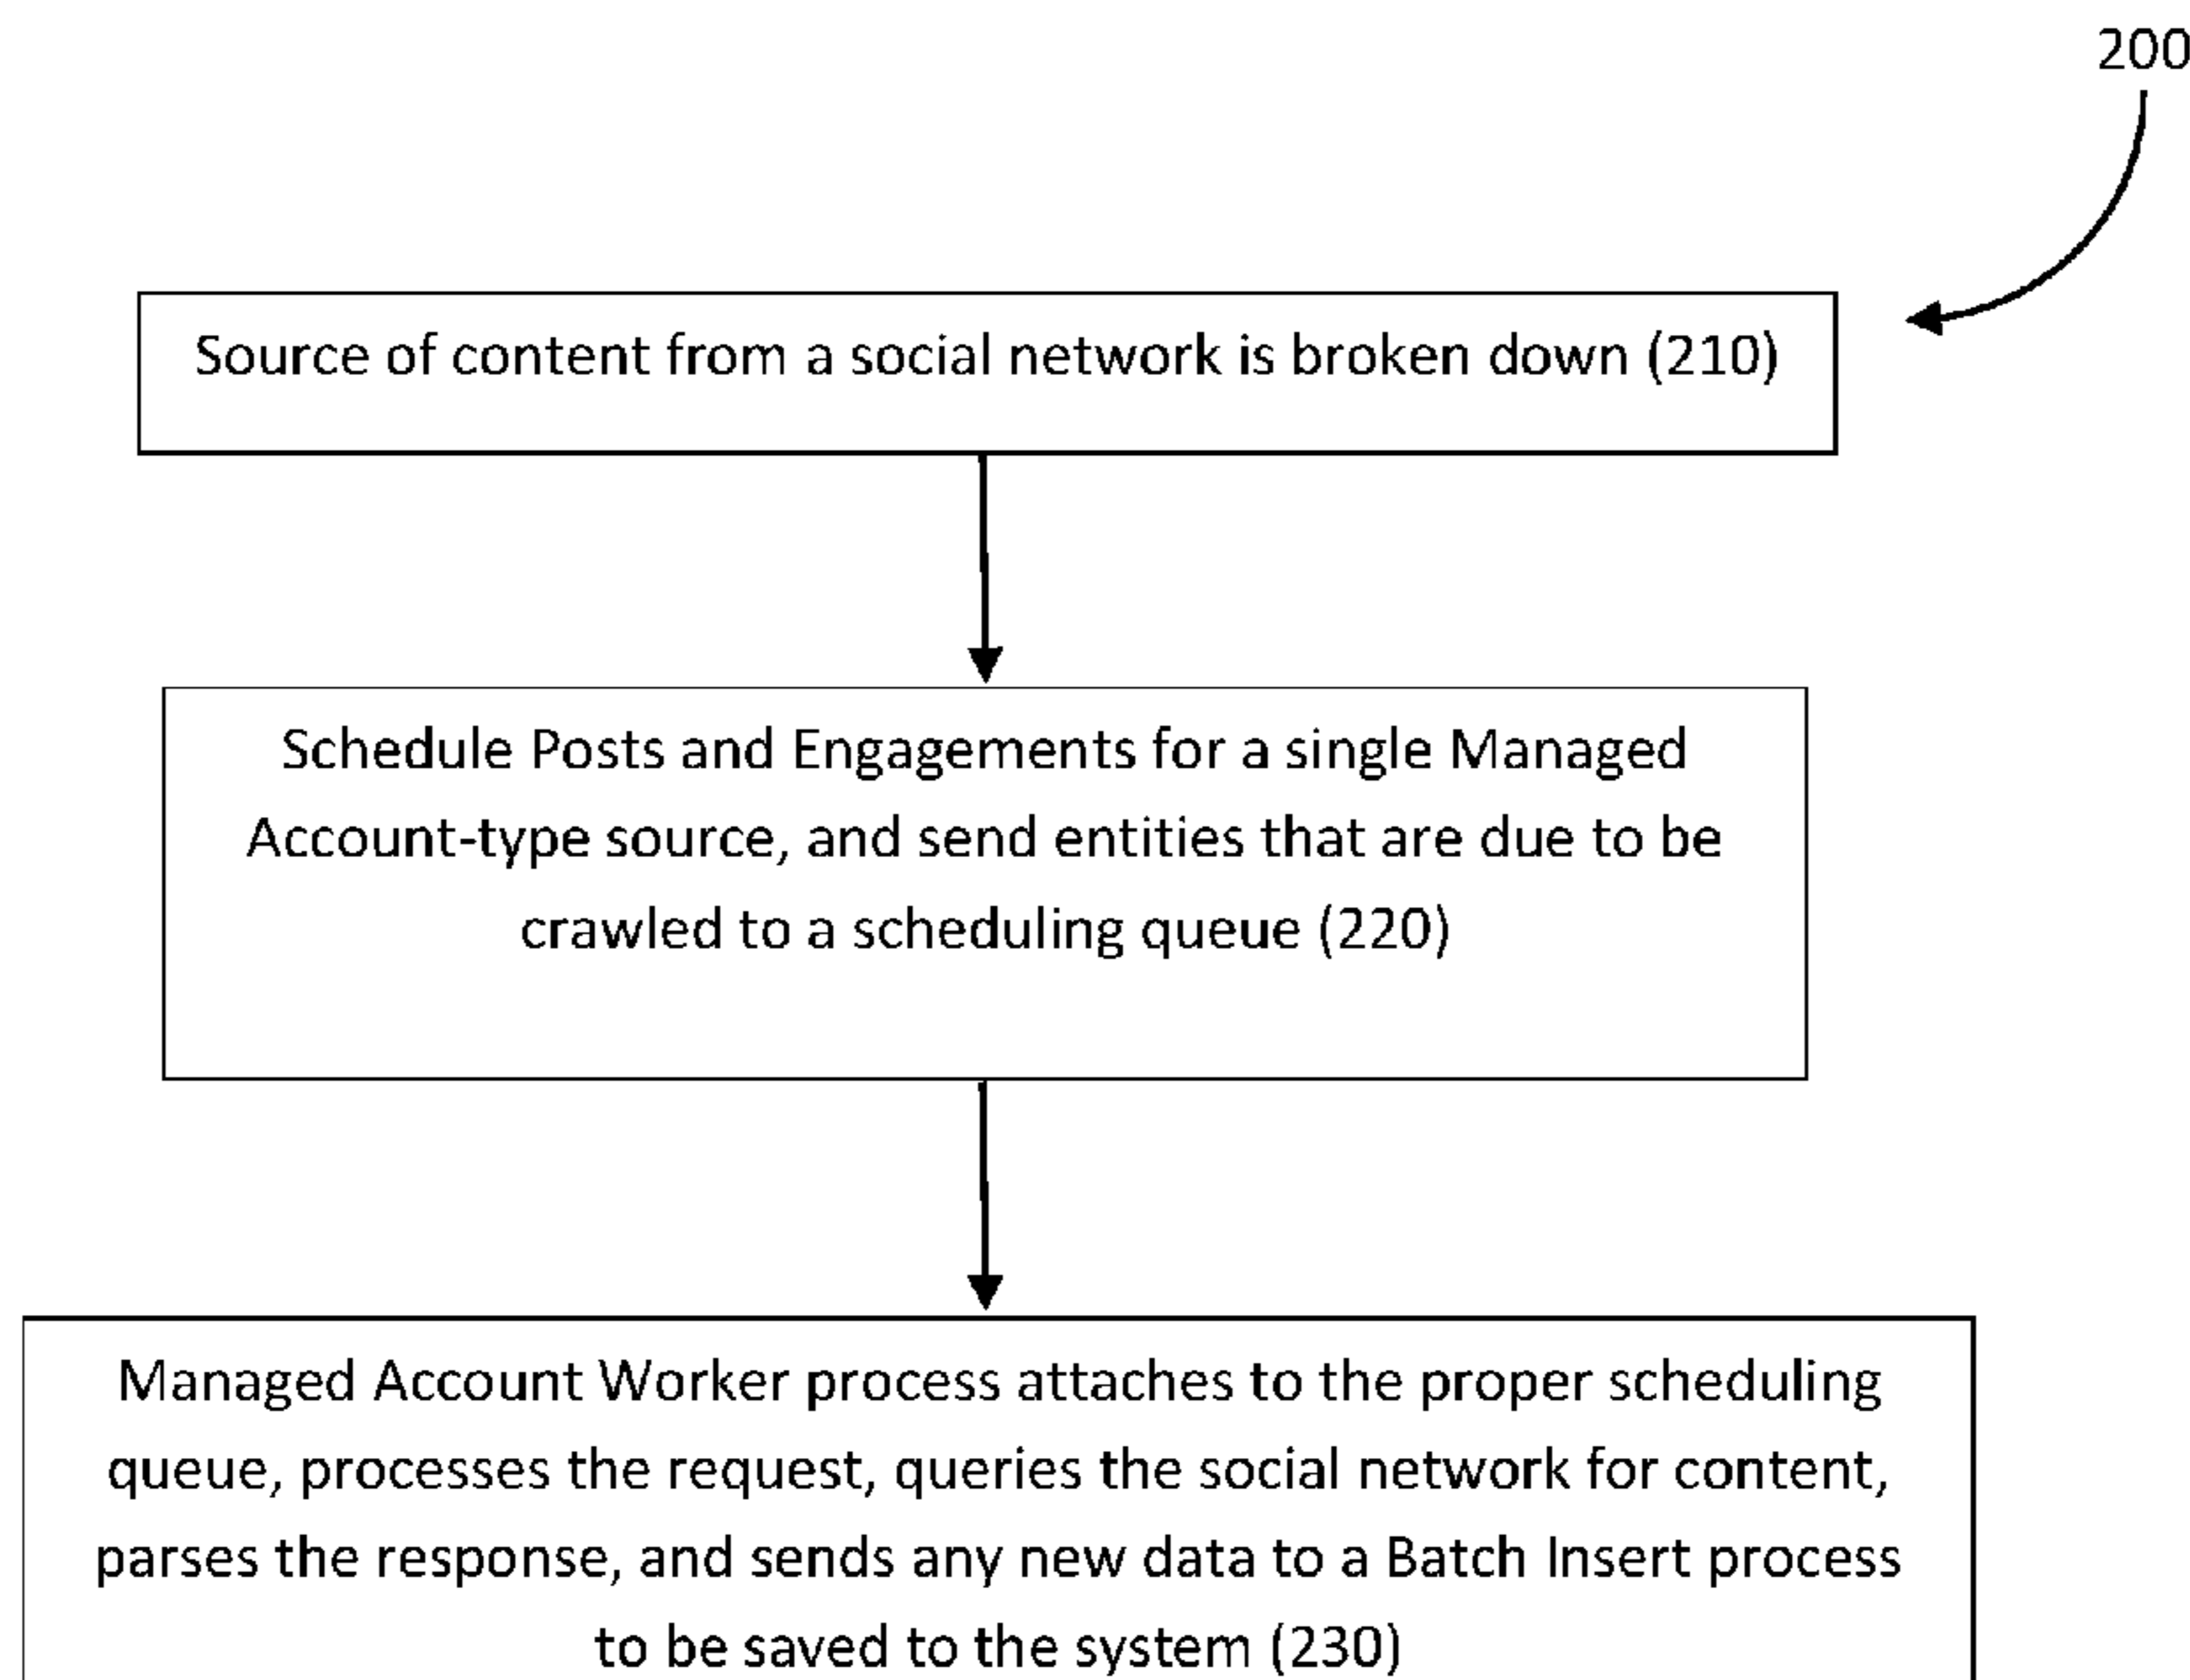 200
Source of content from a social network is broken down (210)
Schedule Posts and Engagements for a single Managed
Account-type source, and send entities that are due to be
crawled to a scheduling queue (220)
Managed Account Worker process attaches to the proper scheduling
queue, processes the request, queries the social network for content,
parses the response, and sends any new data to a Batch Insert process
to be saved to the system (230)